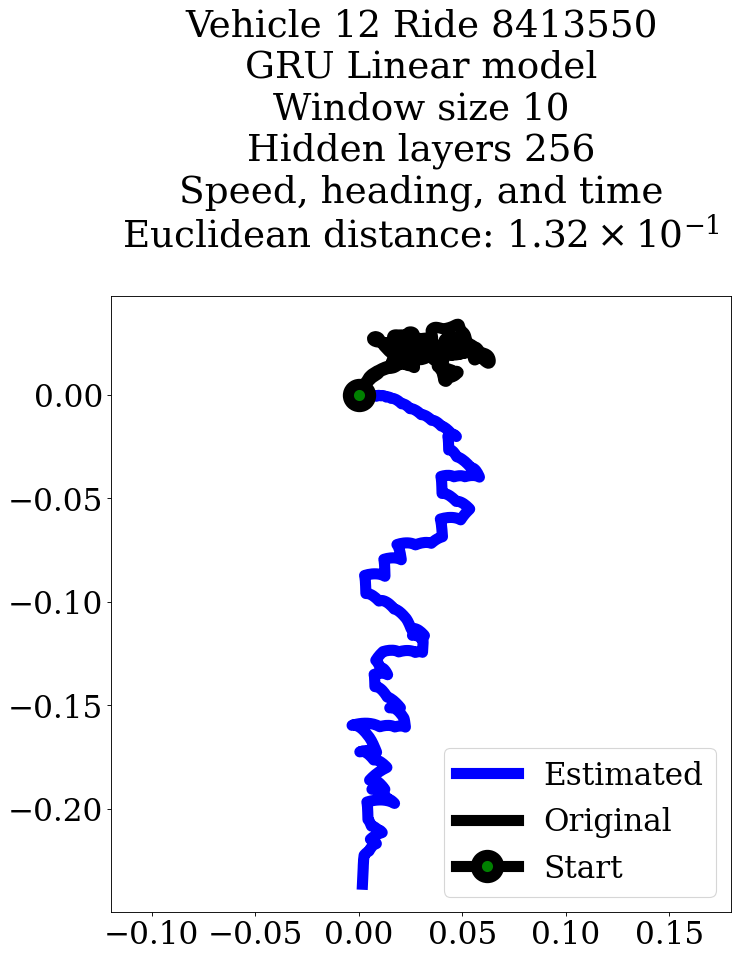 Vehicle 12 Ride 8413550
GRU Linear model
Window size 10
Hidden layers 256
Speed, heading, and time
Euclidean distance: 1.32 × 10⁻¹
0.00
−0.05
−0.10
−0.15
−0.20
Estimated
Original
Start
−0.10 −0.05 0.00 0.05 0.10 0.15